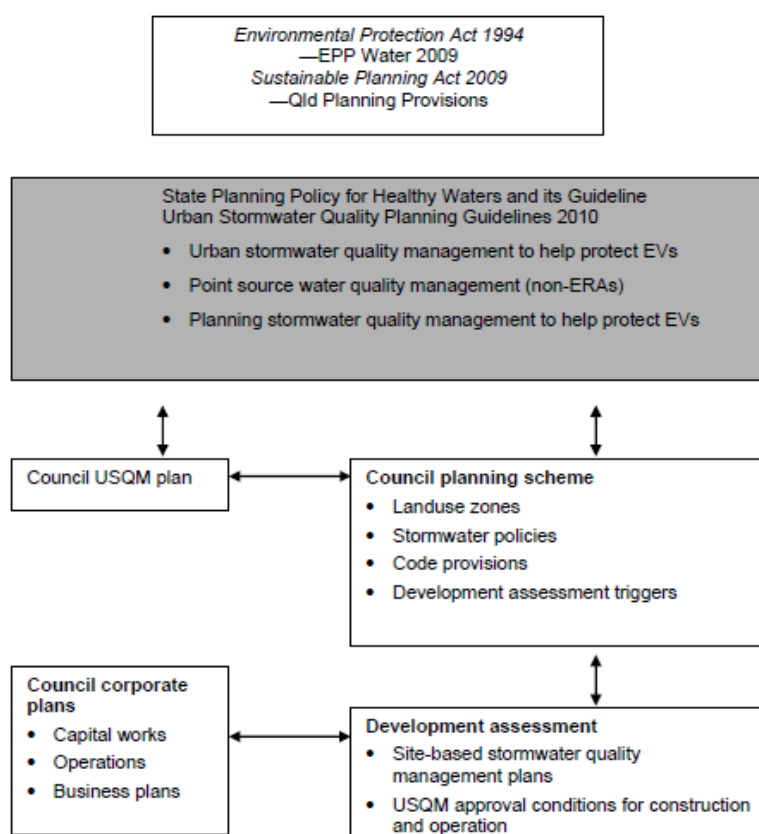 Environmental Protection Act 1994
—EPP Water 2009
Sustainable Planning Act 2009
—Qld Planning Provisions
State Planning Policy for Healthy Waters and its Guideline
Urban Stormwater Quality Planning Guidelines 2010
• Urban stormwater quality management to help protect EVs
• Point source water quality management (non-ERAs)
• Planning stormwater quality management to help protect EVs
Council USQM plan
Council planning scheme
• Landuse zones
• Stormwater policies
• Code provisions
• Development assessment triggers
Council corporate
plans
• Capital works
• Operations
• Business plans
Development assessment
• Site-based stormwater quality
management plans
• USQM approval conditions for construction
and operation